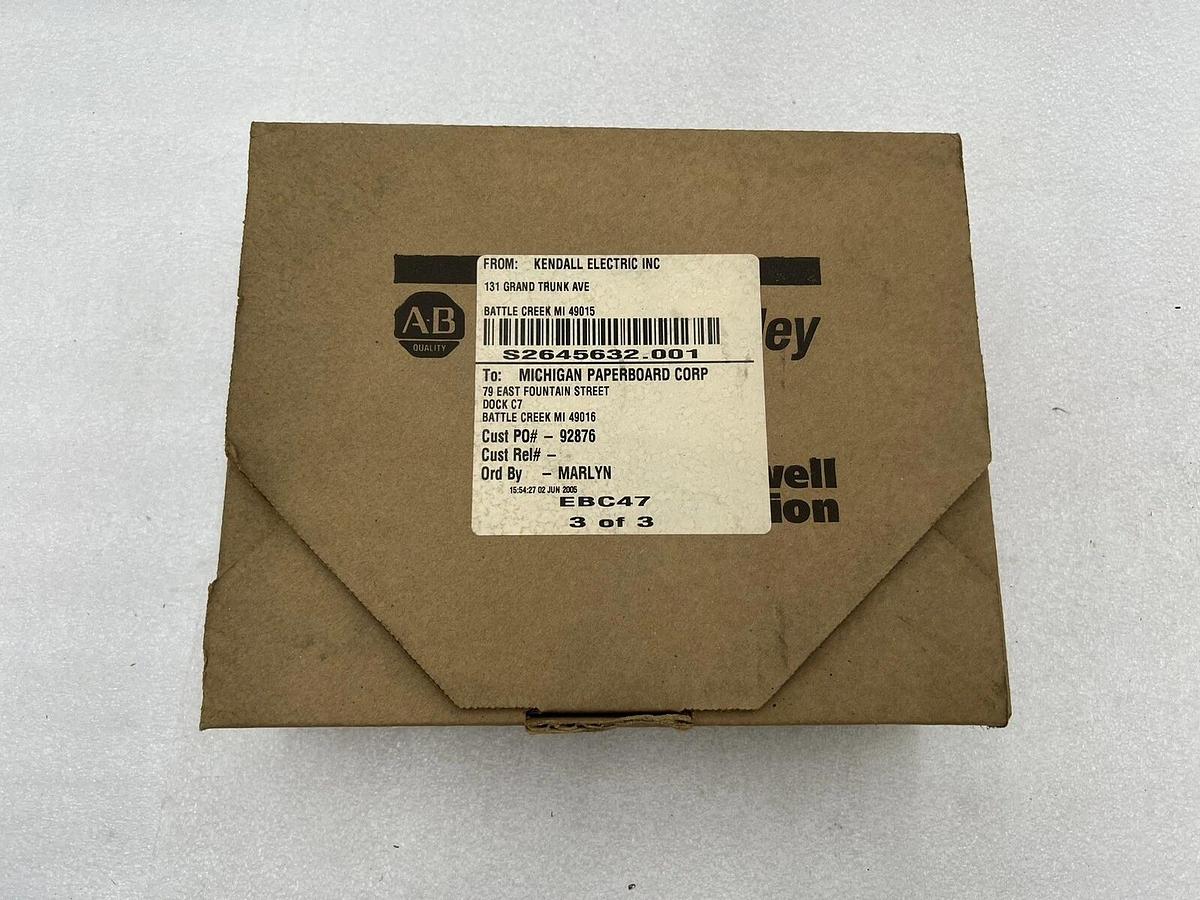 FROM: KENDALL ELECTRIC INC
131 GRAND TRUNK AVE
BATTLE CREEK MI 49015
S2645632.001
To: MICHIGAN PAPERBOARD CORP
79 EAST FOUNTAIN STREET
DOCK C7
BATTLE CREEK MI 49016
Cust PO# – 92876
Cust Rel# –
Ord By – MARLYN
15:54:27 02 JUN 2005
EBC47
3 of 3
A-B
QUALITY
ley
well
ion